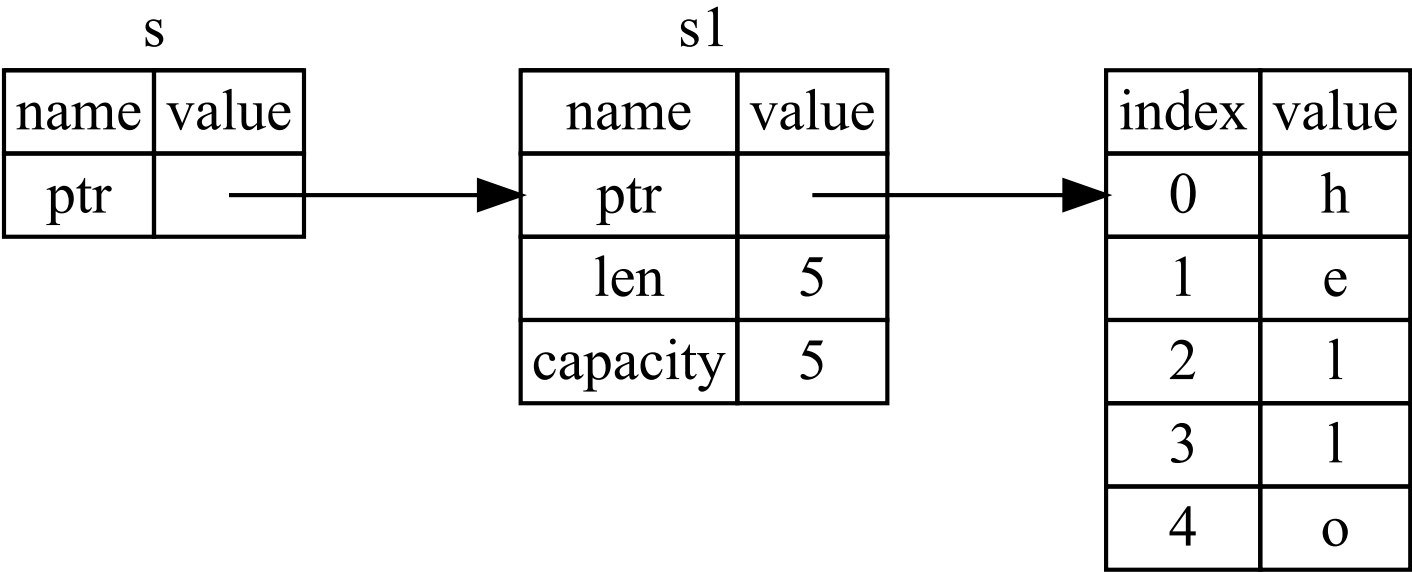 s
name value
ptr
s1
name value
ptr
len 5
capacity 5
index value
0 h
1 e
2 l
3 l
4 o